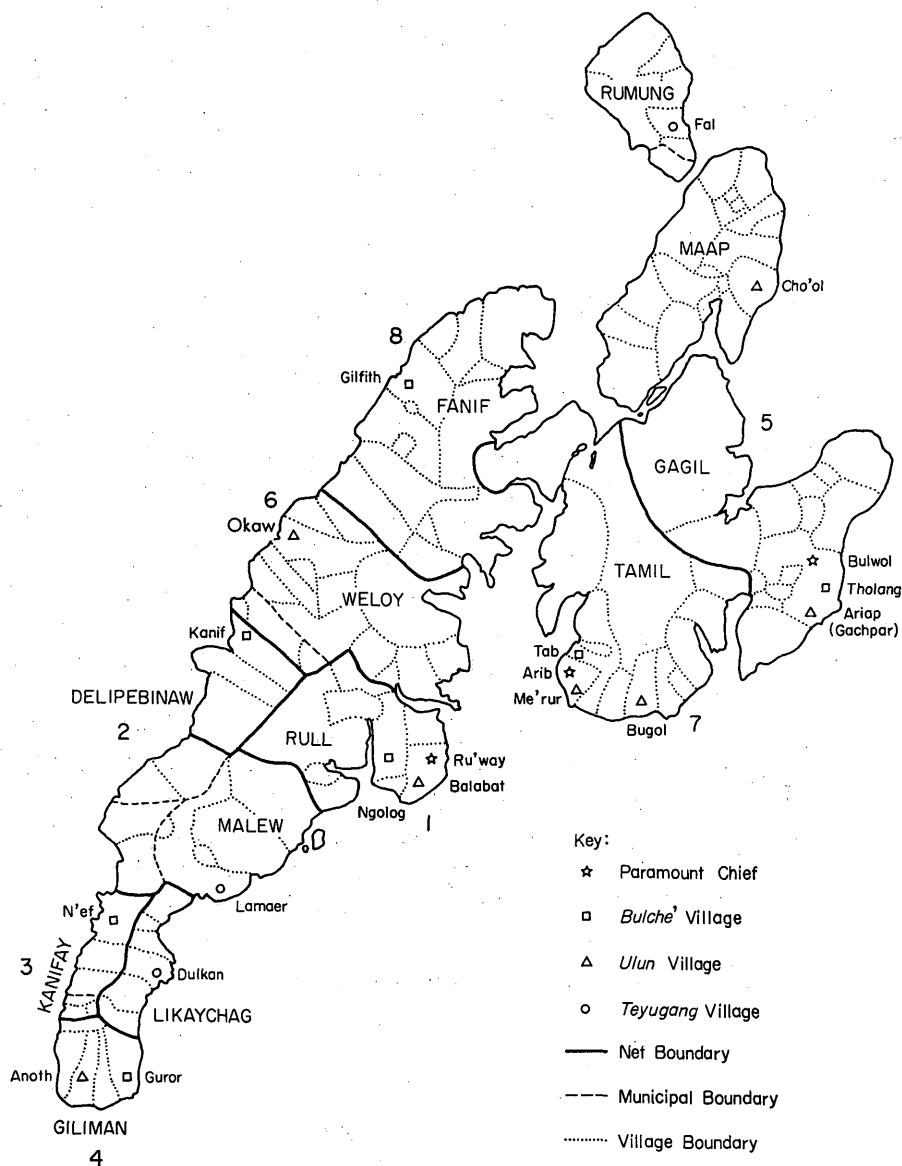 RUMUNG
Fal
MAAP
Cho'ol
8
Gilfith
FANIF
5
GAGIL
6
Okaw
Bulwol
TAMIL
Tholang
WELOY
Ariap
(Gachpar)
Kanif
Tab
Arib
Me'rur
DELIPEBINAW
2
Bugol
7
RULL
Ru'way
Balabat
Ngolog
1
MALEW
Lamaer
N'ef
3
KANIFAY
Dulkan
LIKAYCHAG
Anoth
Guror
GILIMAN
4
Key:
Paramount Chief
Bulche' Village
Ulun Village
Teyugang Village
Net Boundary
Municipal Boundary
Village Boundary